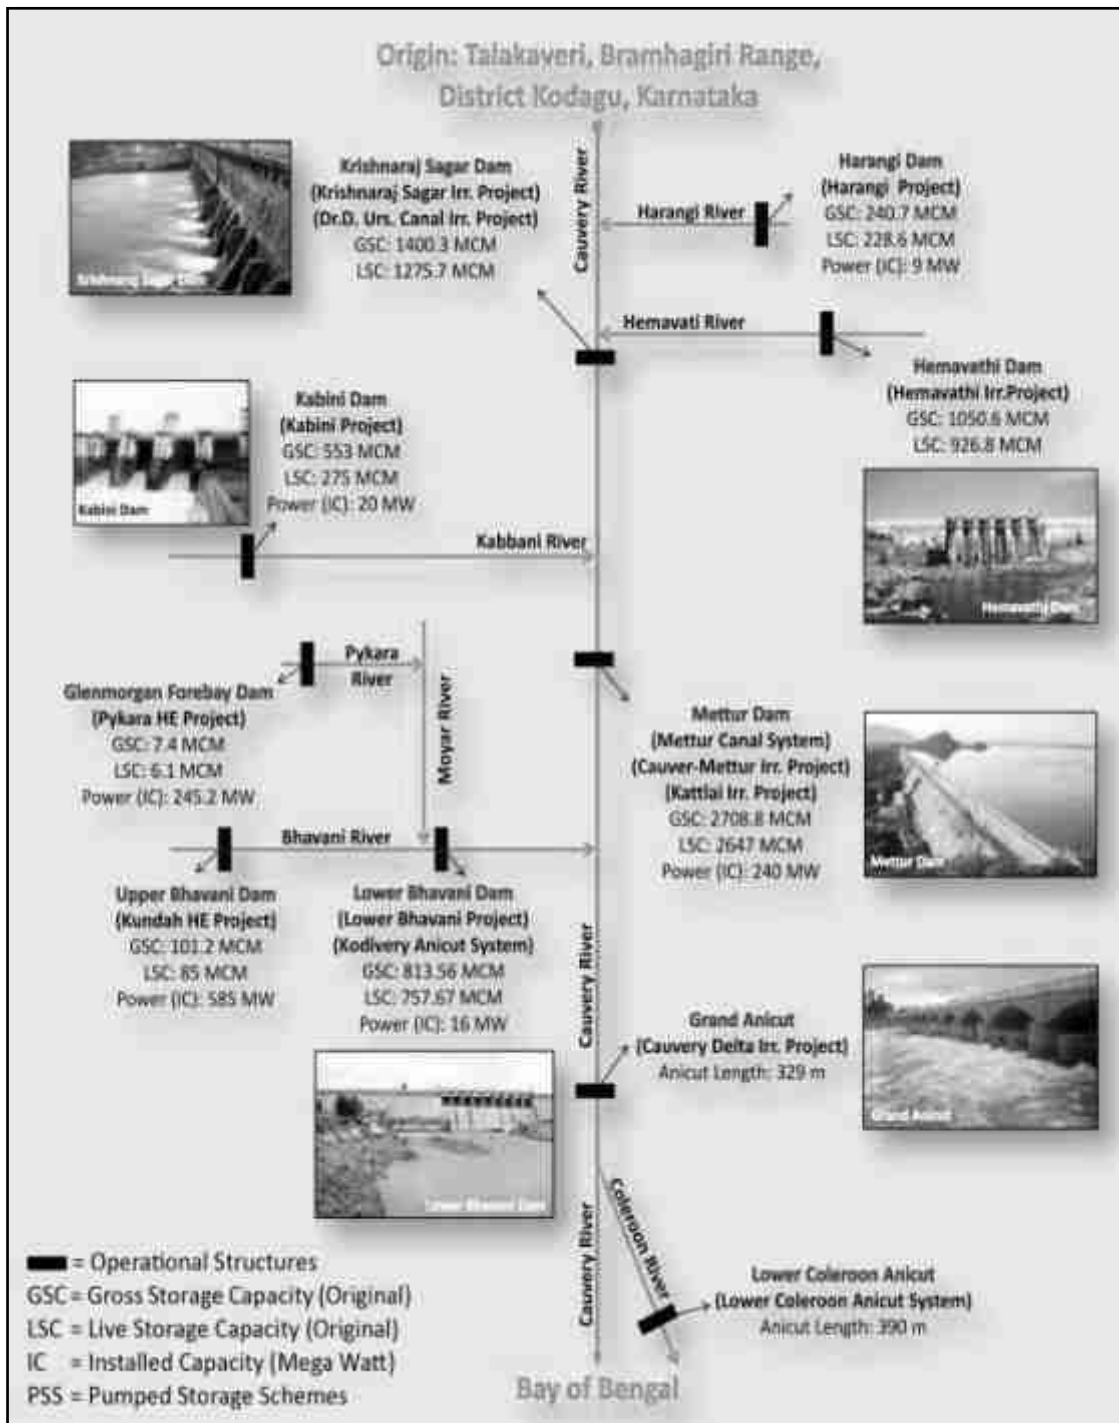 Origin: Talakaveri, Bramhagiri Range,
District Kodagu, Karnataka
Cauvery River
Krishnaraj Sagar Dam
(Krishnaraj Sagar Irr. Project)
(Dr.D. Urs. Canal Irr. Project)
GSC: 1400.3 MCM
LSC: 1275.7 MCM
Krishnaraj Sagar Dam
Harangi River
Harangi Dam
(Harangi Project)
GSC: 240.7 MCM
LSC: 228.6 MCM
Power (IC): 9 MW
Hemavati River
Hemavathi Dam
(Hemavathi Irr.Project)
GSC: 1050.6 MCM
LSC: 926.8 MCM
Hemavathi Dam
Kabini Dam
(Kabini Project)
GSC: 553 MCM
LSC: 275 MCM
Power (IC): 20 MW
Kabini Dam
Kabbani River
Pykara
River
Moyar River
Glenmorgan Forebay Dam
(Pykara HE Project)
GSC: 7.4 MCM
LSC: 6.1 MCM
Power (IC): 245.2 MW
Mettur Dam
(Mettur Canal System)
(Cauver-Mettur Irr. Project)
(Kattlai Irr. Project)
GSC: 2708.8 MCM
LSC: 2647 MCM
Power (IC): 240 MW
Mettur Dam
Bhavani River
Upper Bhavani Dam
(Kundah HE Project)
GSC: 101.2 MCM
LSC: 85 MCM
Power (IC): 585 MW
Lower Bhavani Dam
(Lower Bhavani Project)
(Kodivery Anicut System)
GSC: 813.56 MCM
LSC: 757.67 MCM
Power (IC): 16 MW
Lower Bhavani Dam
Cauvery River
Grand Anicut
(Cauvery Delta Irr. Project)
Anicut Length: 329 m
Grand Anicut
Cauvery River
Coleroon River
Lower Coleroon Anicut
(Lower Coleroon Anicut System)
Anicut Length: 390 m
Bay of Bengal
= Operational Structures
GSC = Gross Storage Capacity (Original)
LSC = Live Storage Capacity (Original)
IC = Installed Capacity (Mega Watt)
PSS = Pumped Storage Schemes